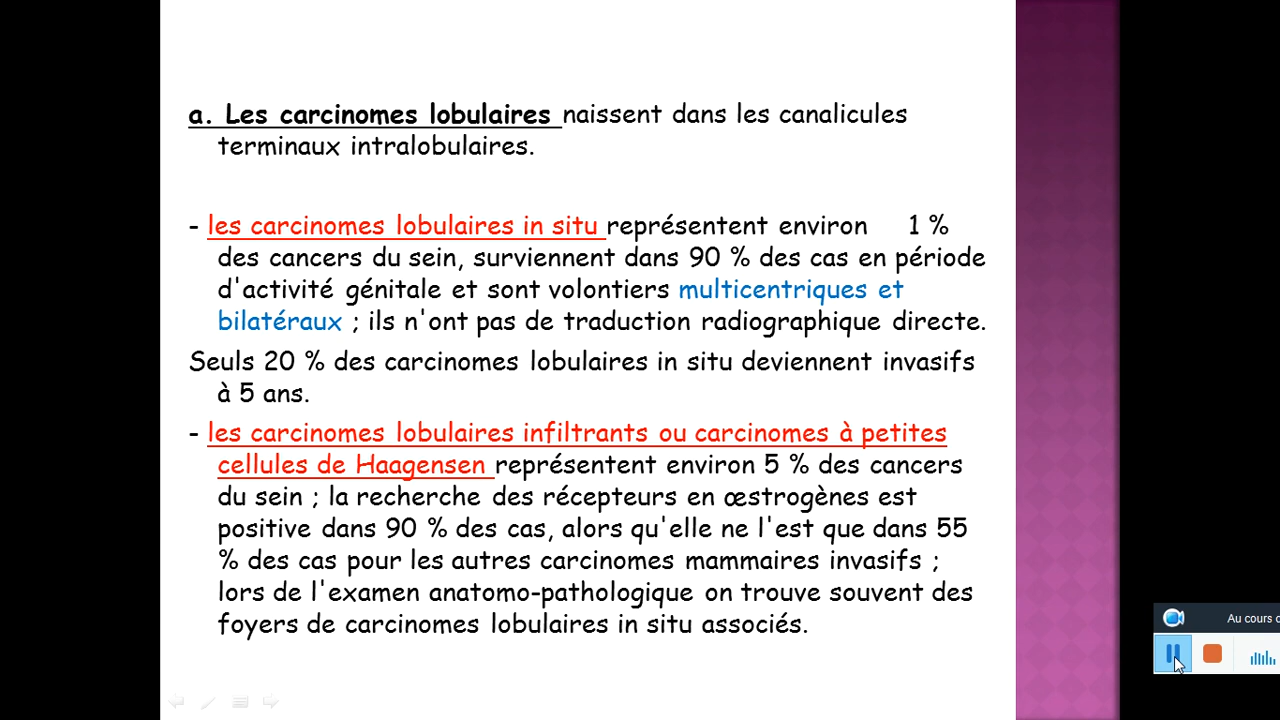 a. Les carcinomes lobulaires naissent dans les canalicules
terminaux intralobulaires.
- les carcinomes lobulaires in situ représentent environ 1 %
des cancers du sein, surviennent dans 90 % des cas en période
d'activité génitale et sont volontiers multicentriques et
bilatéraux ; ils n'ont pas de traduction radiographique directe.
Seuls 20 % des carcinomes lobulaires in situ deviennent invasifs
à 5 ans.
- les carcinomes lobulaires infiltrants ou carcinomes à petites
cellules de Haagensen représentent environ 5 % des cancers
du sein ; la recherche des récepteurs en œstrogènes est
positive dans 90 % des cas, alors qu'elle ne l'est que dans 55
% des cas pour les autres carcinomes mammaires invasifs ;
lors de l'examen anatomo-pathologique on trouve souvent des
foyers de carcinomes lobulaires in situ associés.
Au cours